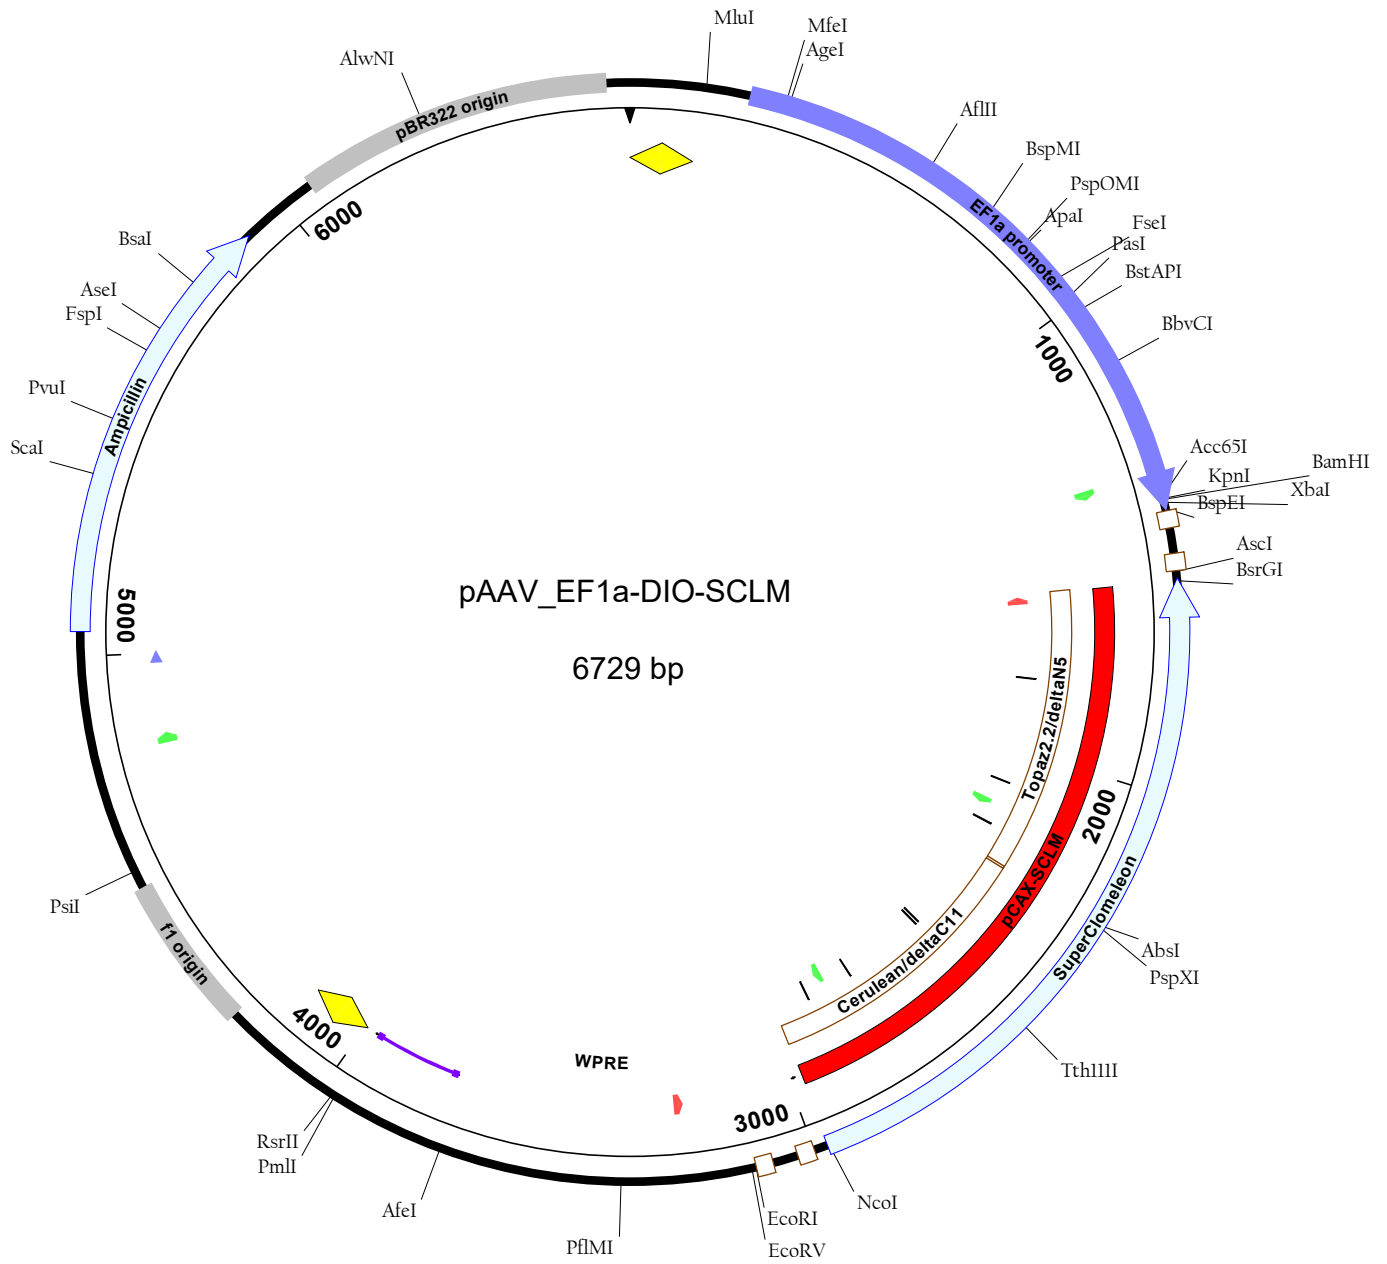 MluI
MfeI
AgeI
AlwNI
pBR322 origin
AflII
BspMI
PspOMI
ApaI
FseI
PasI
BstAPI
BbvCI
EF1a promoter
6000
1000
BsaI
AseI
FspI
PvuI
ScaI
Ampicillin
Acc65I
KpnI
BamHI
XbaI
BspEI
AscI
BsrGI
pAAV_EF1a-DIO-SCLM
6729 bp
5000
Topaz2.2/deltaN5
2000
pCAX-SCLM
SuperClomeleon
Cerulean/deltaC11
AbsI
PspXI
Tth111I
PsiI
f1 origin
4000
WPRE
3000
RsrII
PmlI
AfeI
PflMI
EcoRI
EcoRV
NcoI